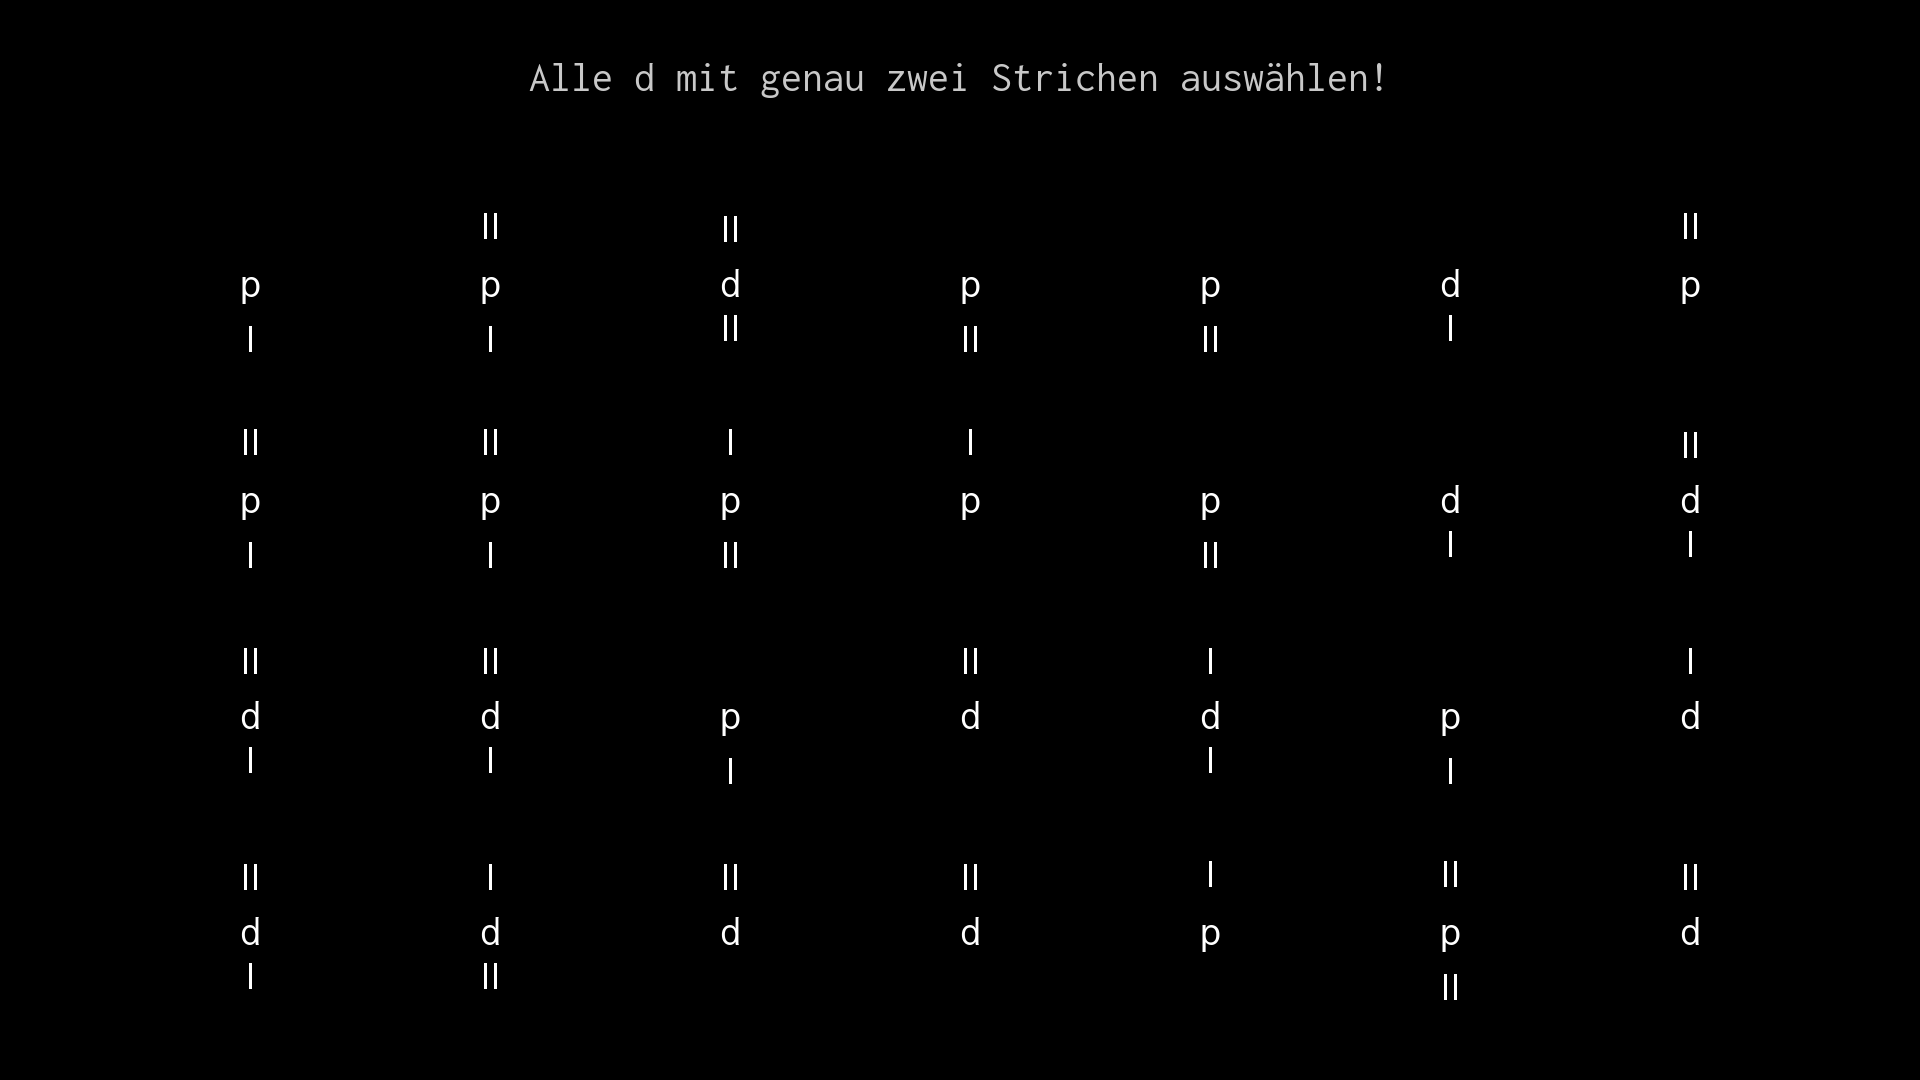 Alle d mit genau zwei Strichen auswählen!
|| || ||
p p d p p d p
| | || || || |
|| || | | ||
p p p p p d d
| | || || | |
|| || || | |
d d p d d p d
| | | | |
|| | || || | || ||
d d d d p p d
| || ||